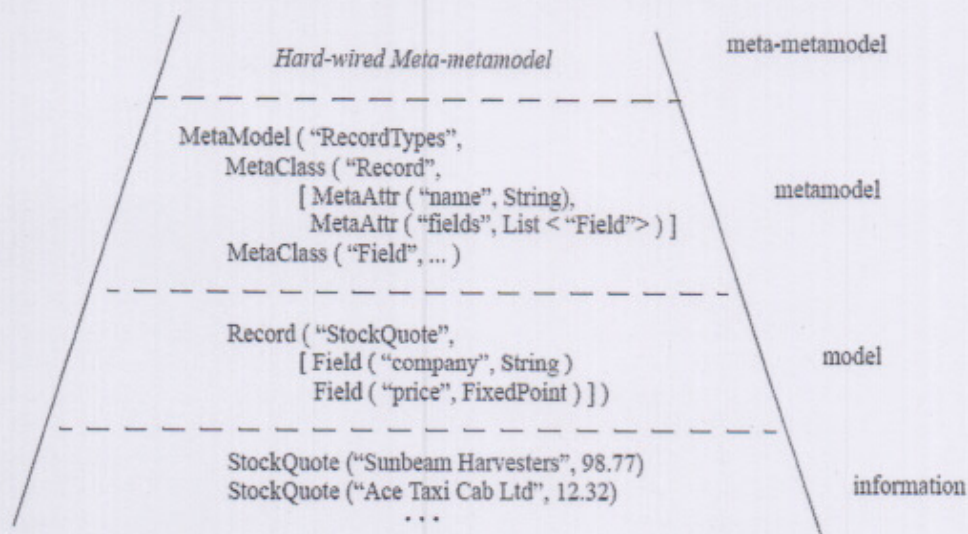 Hard-wired Meta-metamodel
meta-metamodel
MetaModel ( “RecordTypes”,
MetaClass ( “Record”,
[ MetaAttr ( “name”, String),
MetaAttr ( “fields”, List < “Field”> ) ]
MetaClass ( “Field”, ... )
metamodel
Record ( “StockQuote”,
[ Field ( “company”, String )
Field ( “price”, FixedPoint ) ] )
model
StockQuote (“Sunbeam Harvesters”, 98.77)
StockQuote (“Ace Taxi Cab Ltd”, 12.32)
...
information